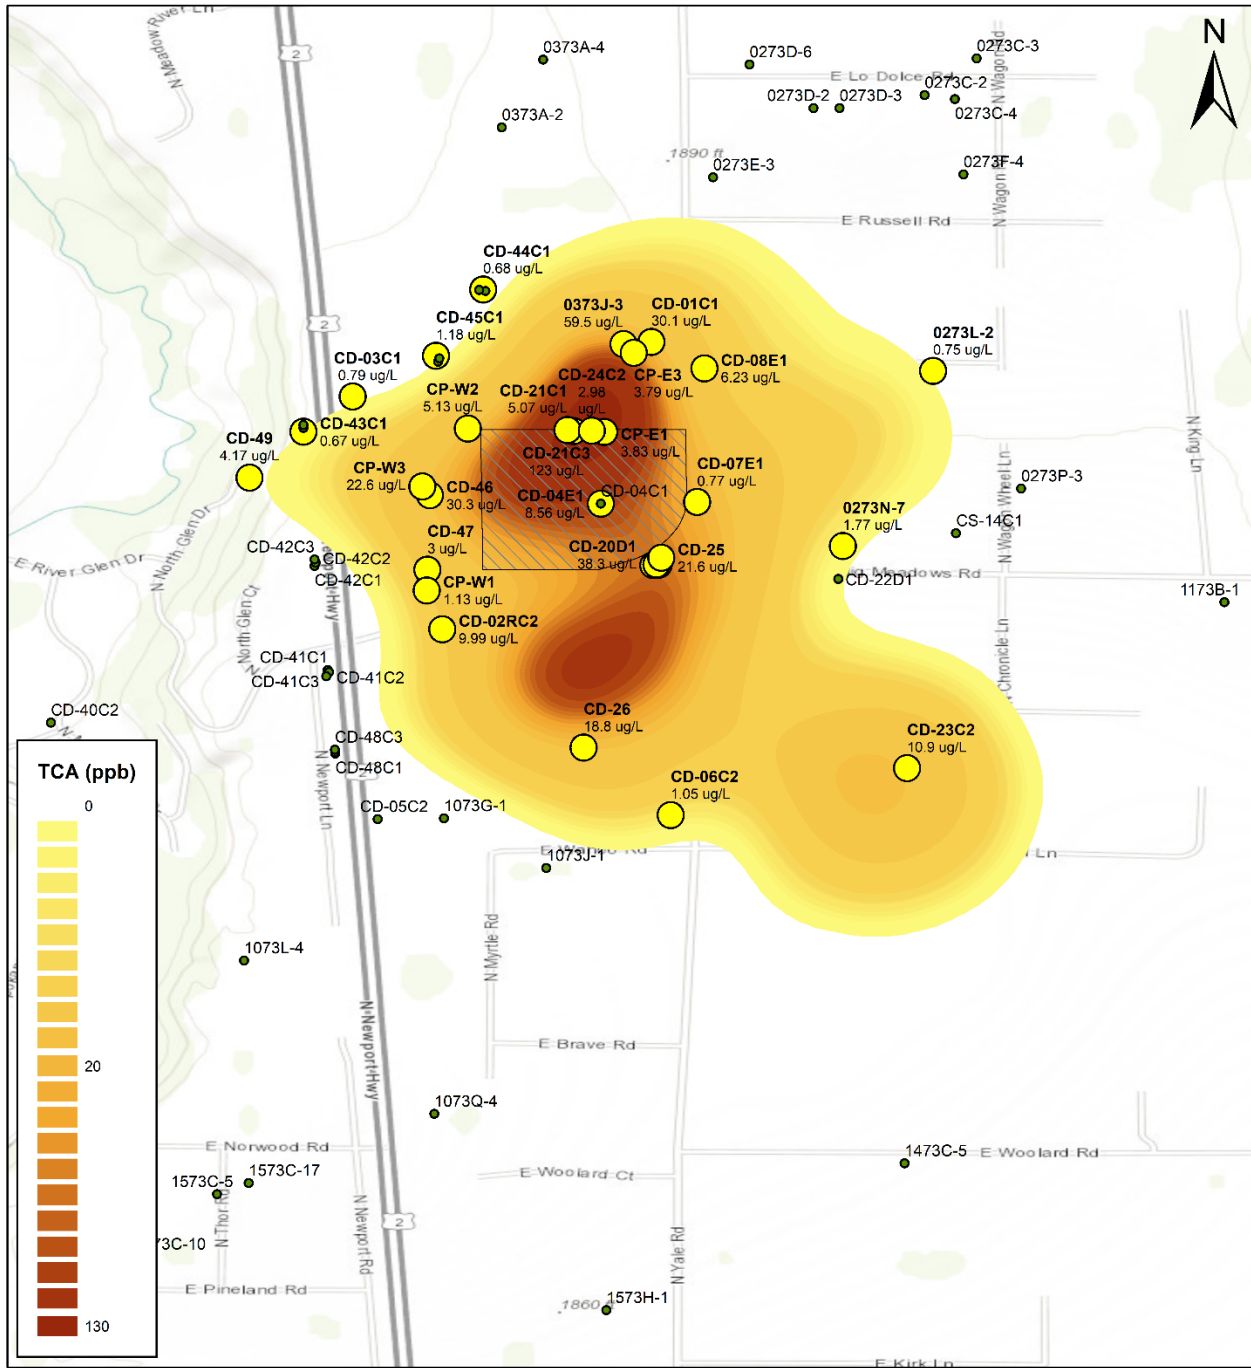 N Meadow River Ln
2
0373A-4
0273D-6
0273C-3
E Lo Dolce Rd
N Wagon Rd
0273C-2
0273D-2
0273D-3
0273C-4
N
0373A-2
1890 ft
0273E-3
0273F-4
N Wagon
E Russell Rd
CD-44C1
0.68 ug/L
2
CD-45C1
1.18 ug/L
0373J-3
59.5 ug/L
CD-01C1
30.1 ug/L
CD-03C1
0.79 ug/L
CD-24C2
2.98
ug/L
CP-E3
3.79 ug/L
CD-08E1
6.23 ug/L
0273L-2
0.75 ug/L
CP-W2
5.13 ug/L
CD-21C1
5.07 ug/L
CD-43C1
0.67 ug/L
CP-E1
3.83 ug/L
N King Ln
CD-49
4.17 ug/L
CD-21C3
123 ug/L
CP-W3
22.6 ug/L
CD-46
30.3 ug/L
CD-04E1
8.56 ug/L
CD-04C1
CD-07E1
0.77 ug/L
0273P-3
N Wagon Wheel Ln
0273N-7
1.77 ug/L
CS-14C1
N North Glen Dr
CD-47
3 ug/L
CD-42C3
CD-42C2
CD-42C1
E River Glen Dr
CD-20D1
38.3 ug/L
CD-25
21.6 ug/L
Meadows Rd
CD-22D1
CP-W1
1.13 ug/L
1173B-1
North Glen Ct
CD-02RC2
9.99 ug/L
N Chronicle Ln
CD-41C1
CD-41C2
CD-41C3
CD-40C2
CD-26
18.8 ug/L
CD-23C2
10.9 ug/L
CD-48C3
CD-48C1
2
N Newport Ln
CD-06C2
1.05 ug/L
CD-05C2
1073G-1
1073J-1
Ln
TCA (ppb)
0
20
130
1073L-4
N Myrtle Rd
N Newport Hwy
E Brave Rd
1073Q-4
E Norwood Rd
1573C-17
1573C-5
N Thor Rd
E Woolard Ct
1473C-5
E Woolard Rd
2
N Newport Rd
N Yale Rd
C-10
E Pineland Rd
1860 ft
1573H-1
E Kirk Ln